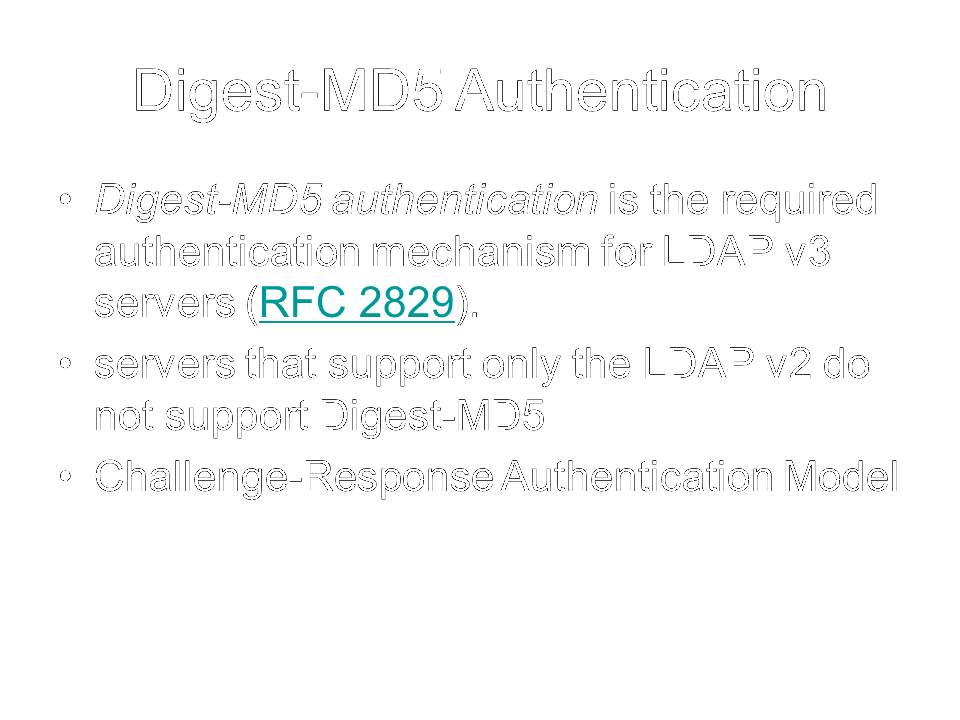 Digest-MD5 Authentication
• Digest-MD5 authentication is the required
authentication mechanism for LDAP v3
servers (RFC 2829).
• servers that support only the LDAP v2 do
not support Digest-MD5
• Challenge-Response Authentication Model